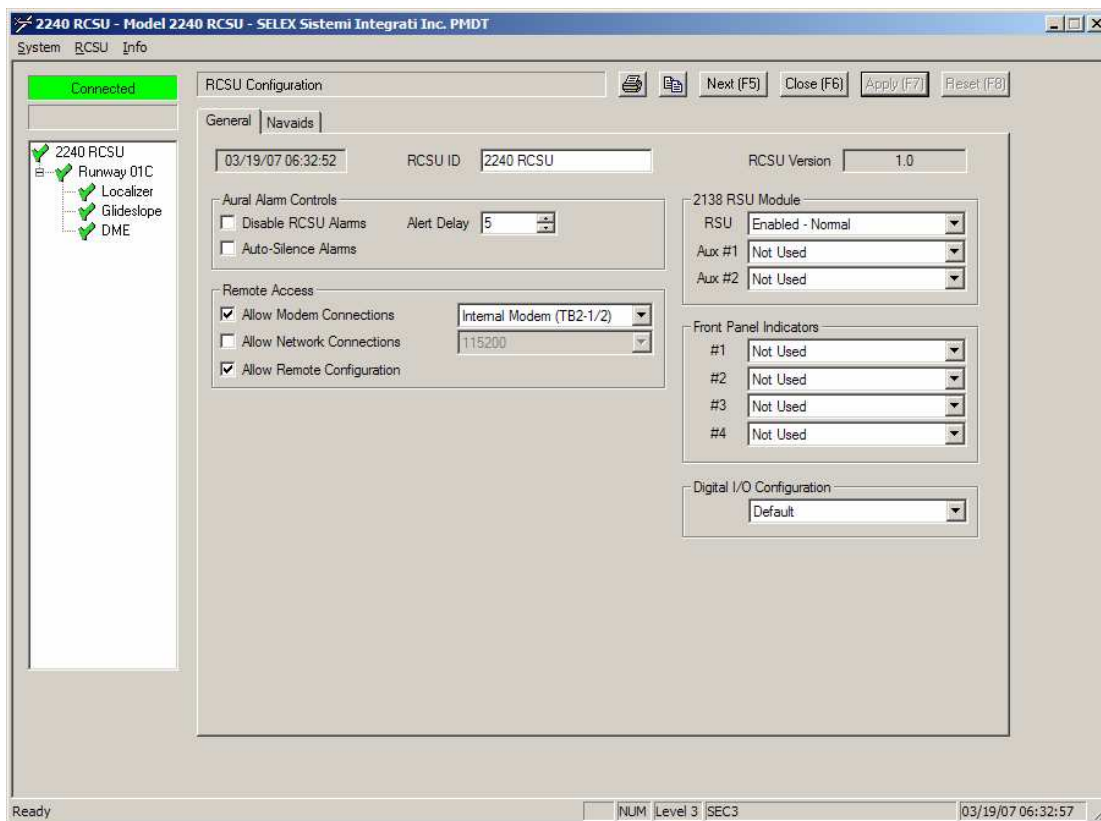 2240 RCSU - Model 2240 RCSU - SELEX Sistemi Integrati Inc. PMDT
System RCSU Info
Connected
RCSU Configuration
Next (F5)
Close (F6)
Apply (F7)
Reset (F8)
2240 RCSU
Runway 01C
Localizer
Glideslope
DME
General
Navaids
03/19/07 06:32:52
RCSU ID 2240 RCSU
RCSU Version 1.0
Aural Alarm Controls
Disable RCSU Alarms
Alert Delay 5
Auto-Silence Alarms
Remote Access
Allow Modem Connections Internal Modem (TB2-1/2)
Allow Network Connections 115200
Allow Remote Configuration
2138 RSU Module
RSU Enabled - Normal
Aux #1 Not Used
Aux #2 Not Used
Front Panel Indicators
#1 Not Used
#2 Not Used
#3 Not Used
#4 Not Used
Digital I/O Configuration
Default
Ready
NUM Level 3 SEC3 03/19/07 06:32:57